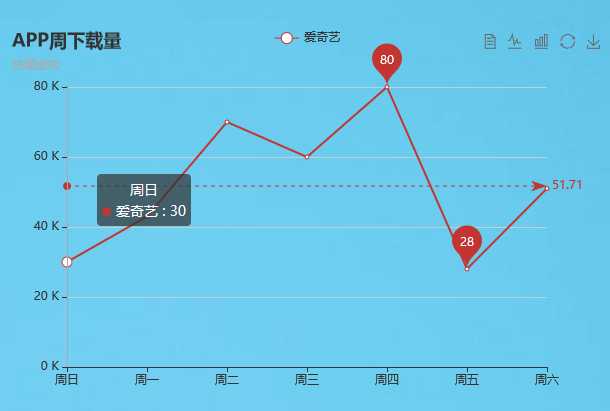 APP周下载量
爱奇艺
纯属虚构
80
80 K
60 K
51.71
周日
爱奇艺 : 30
40 K
28
20 K
0 K
周日 周一 周二 周三 周四 周五 周六